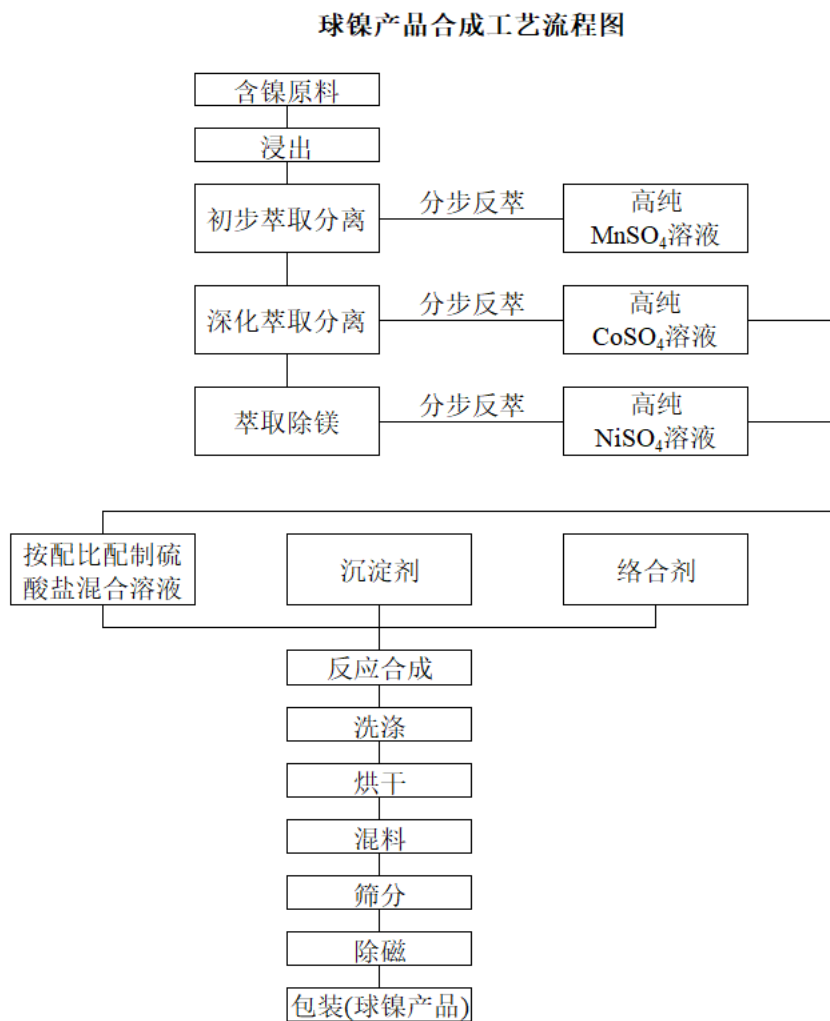 球镍产品合成工艺流程图
含镍原料
浸出
初步萃取分离
分步反萃
高纯
MnSO₄溶液
深化萃取分离
分步反萃
高纯
CoSO₄溶液
萃取除镁
分步反萃
高纯
NiSO₄溶液
按配比配制硫
酸盐混合溶液
沉淀剂
络合剂
反应合成
洗涤
烘干
混料
筛分
除磁
包装(球镍产品)